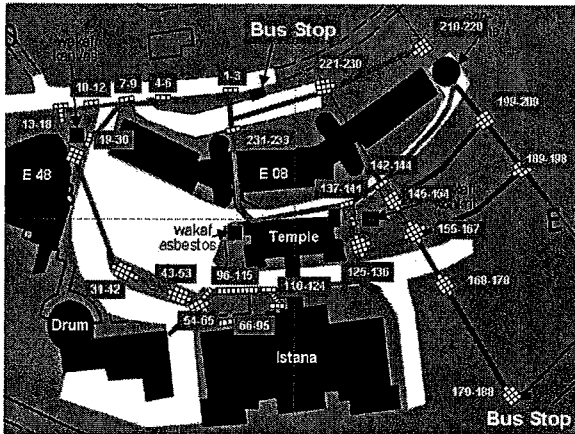 210-220
Bus Stop
wakaf
221-230
10-12
7-9
4-6
1-3
13-18
199-209
19-30
231-233
E 48
E 08
142-144
189-198
137-141
145-154
wakaf
asbestos
Temple
155-167
E
43-53
96-115
125-136
31-42
110-124
168-178
Drum
54-65
66-95
Istana
179-188
Bus Stop